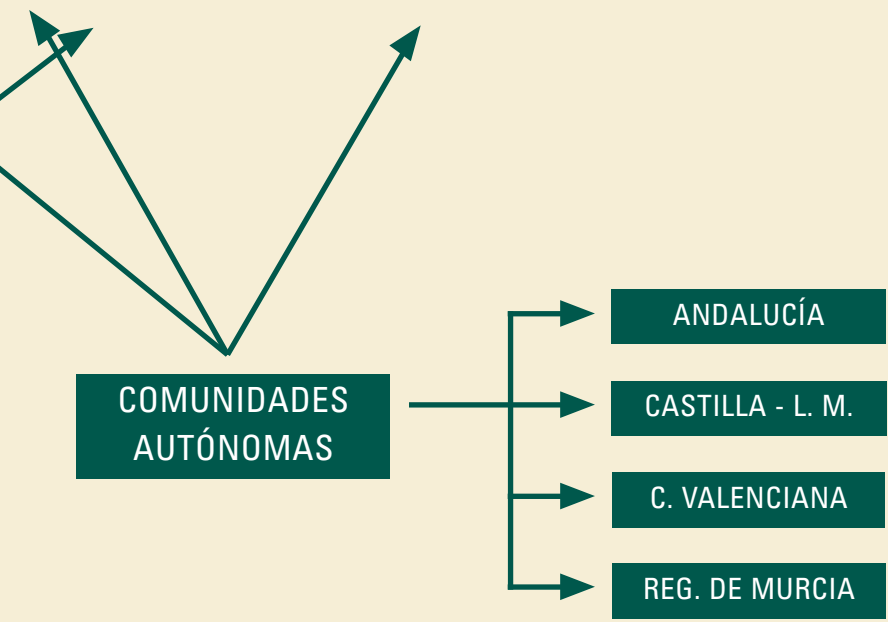 COMUNIDADES
AUTÓNOMAS
ANDALUCÍA
CASTILLA - L. M.
C. VALENCIANA
REG. DE MURCIA